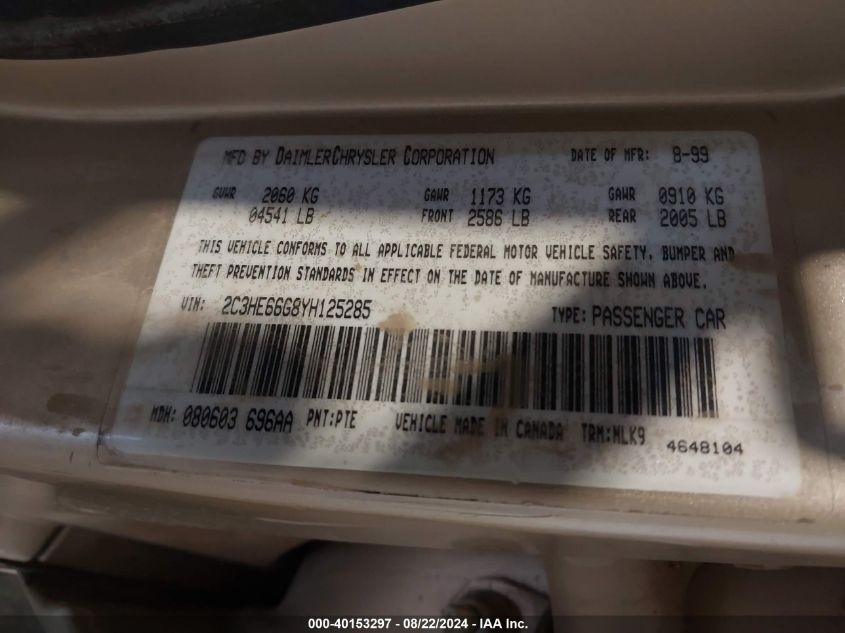 MFD BY DAIMLERCHRYSLER CORPORATION DATE OF MFR: 8-99
GVWR 2060 KG GAWR 1173 KG GAWR 0910 KG
04541 LB FRONT 2586 LB REAR 2005 LB
THIS VEHICLE CONFORMS TO ALL APPLICABLE FEDERAL MOTOR VEHICLE SAFETY, BUMPER AND
THEFT PREVENTION STANDARDS IN EFFECT ON THE DATE OF MANUFACTURE SHOWN ABOVE.
VIN: 2C3HE66G8YH125285 TYPE: PASSENGER CAR
MDH: 080603 696AA PNT:PTE VEHICLE MADE IN CANADA TRM:WLK9
4648104
000-40153297 - 08/22/2024 - IAA Inc.